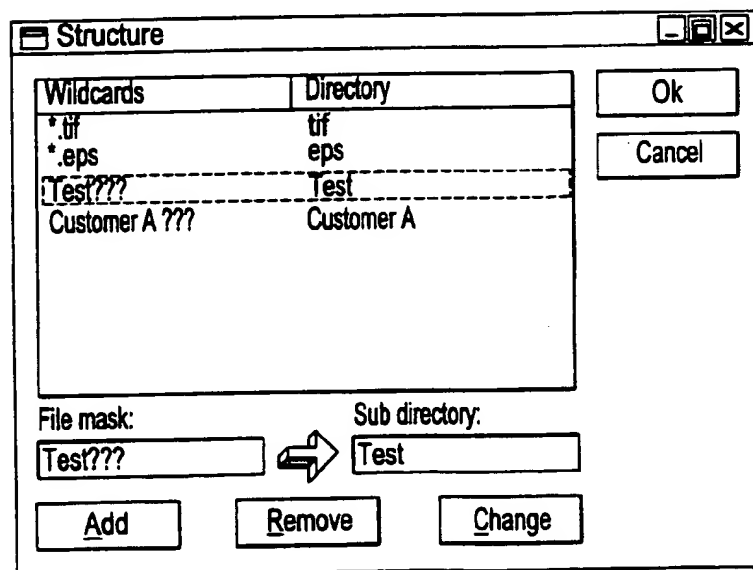 Structure
Wildcards Directory
*.tif tif
*.eps eps
Test??? Test
Customer A ??? Customer A
Ok
Cancel
File mask: Sub directory:
Test??? Test
Add Remove Change